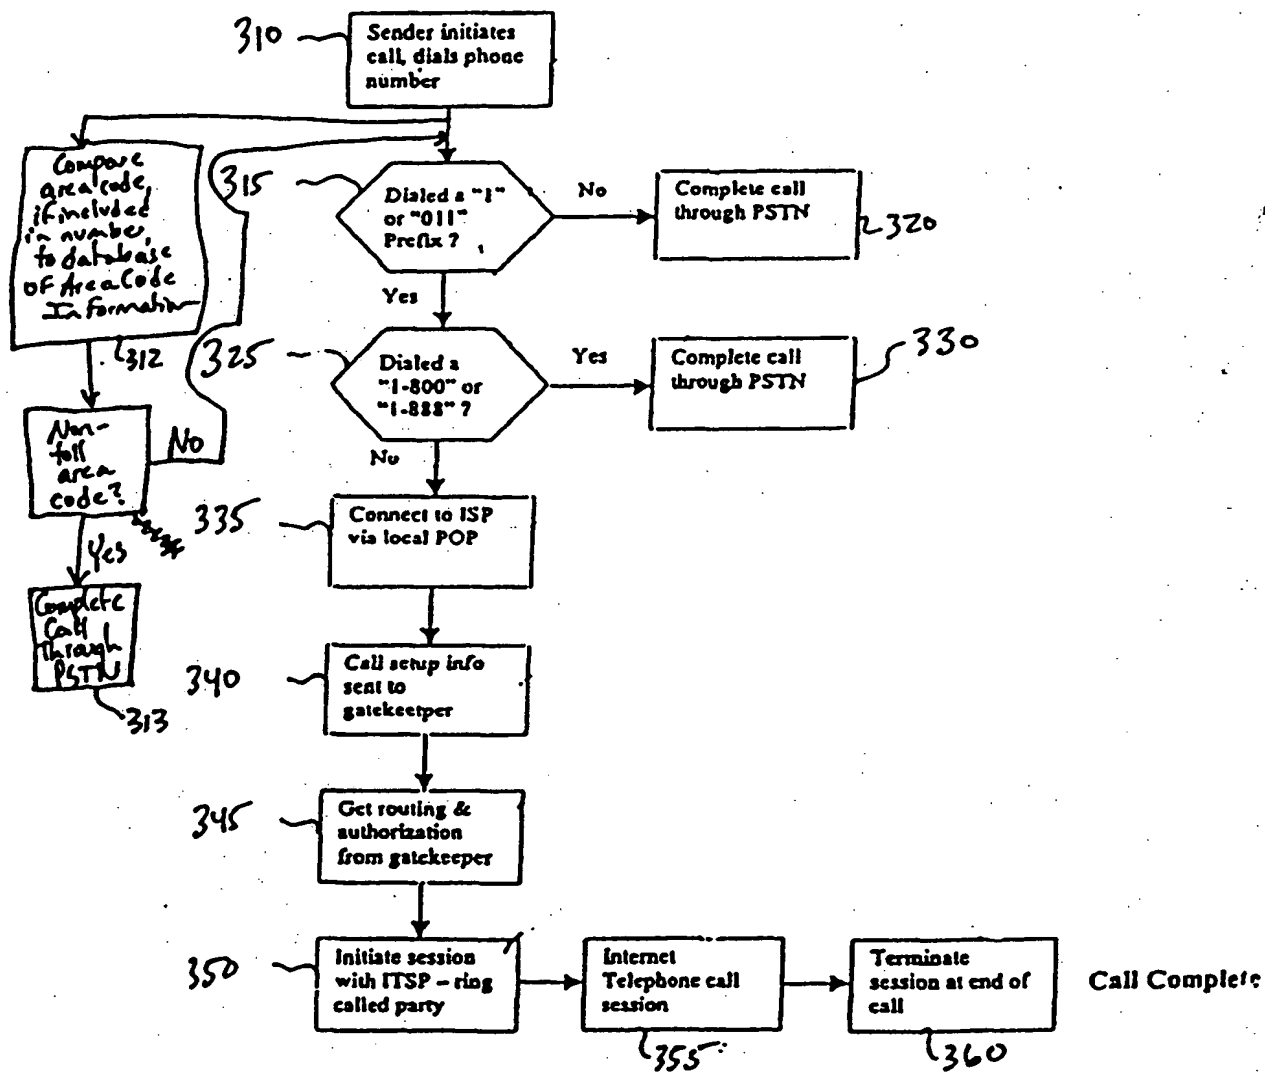 310
Sender initiates
call, dials phone
number
Compare
area code,
if included
in number,
to database
of Area Code
Information
312
315
Dialed a "1"
or "011"
Prefix ?
No
Complete call
through PSTN
320
Yes
325
Dialed a
"1-800" or
"1-888" ?
Yes
Complete call
through PSTN
330
No
Non-
toll
area
code?
No
Yes
Complete
Call
Through
PSTN
313
335
Connect to ISP
via local POP
340
Call setup info
sent to
gatekeetper
345
Get routing &
authorization
from gatekeeper
350
Initiate session
with ITSP – ring
called party
Internet
Telephone call
session
355
Terminate
session at end of
call
360
Call Complete